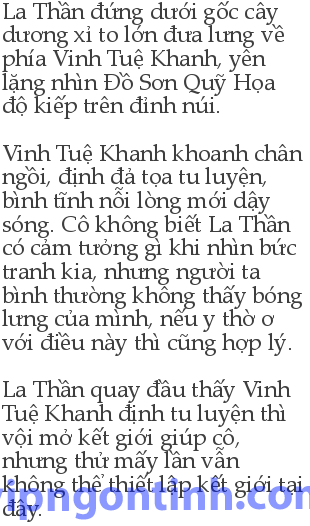 La Thần đứng dưới gốc cây
dương xỉ to lớn đưa lưng về
phía Vinh Tuệ Khanh, yên
lặng nhìn Đồ Sơn Quỹ Họa
độ kiếp trên đỉnh núi.
Vinh Tuệ Khanh khoanh chân
ngồi, định đả tọa tu luyện,
bình tĩnh nỗi lòng mới dậy
sóng. Cô không biết La Thần
có cảm tưởng gì khi nhìn bức
tranh kia, nhưng người ta
bình thường không thấy bóng
lưng của mình, nếu y thờ ơ
với điều này thì cũng hợp lý.
La Thần quay đầu thấy Vinh
Tuệ Khanh định tu luyện thì
vội mở kết giới giúp cô,
nhưng thử mấy lần vẫn
không thể thiết lập kết giới tại
đây.
vipngontinh.com